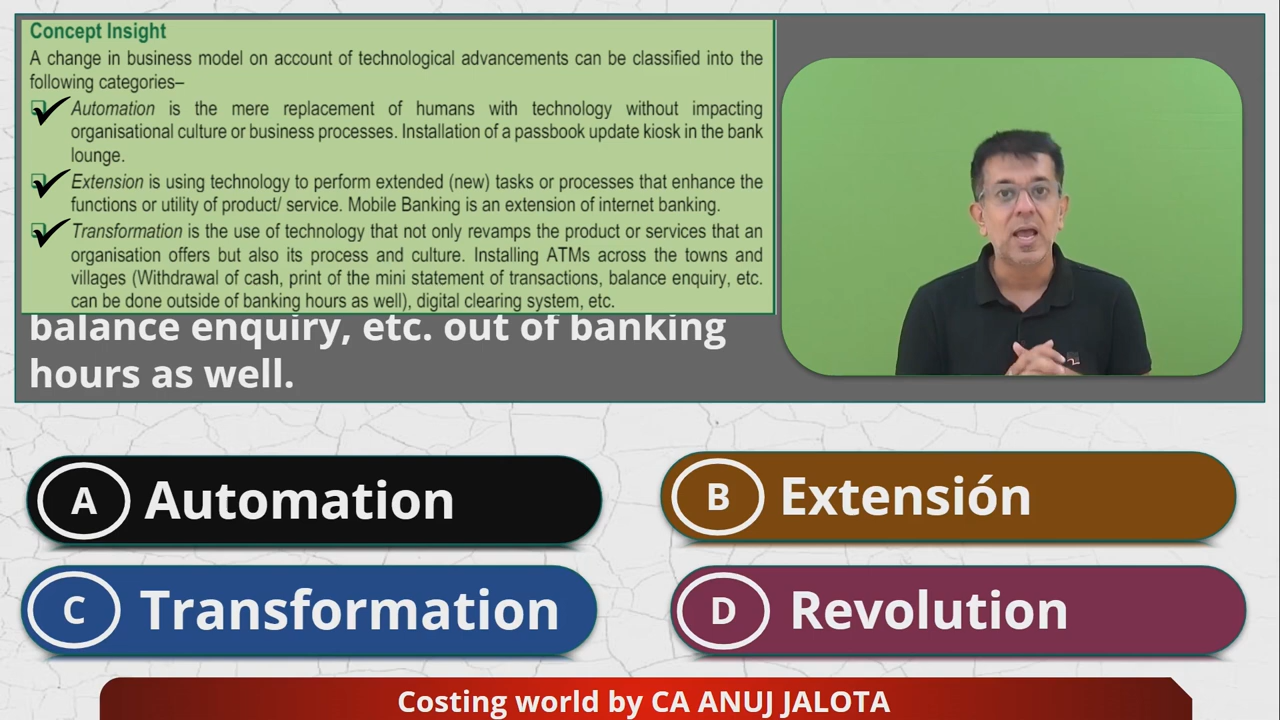 Concept Insight
A change in business model on account of technological advancements can be classified into the
following categories–
Automation is the mere replacement of humans with technology without impacting
organisational culture or business processes. Installation of a passbook update kiosk in the bank
lounge.
Extension is using technology to perform extended (new) tasks or processes that enhance the
functions or utility of product/ service. Mobile Banking is an extension of internet banking.
Transformation is the use of technology that not only revamps the product or services that an
organisation offers but also its process and culture. Installing ATMs across the towns and
villages (Withdrawal of cash, print of the mini statement of transactions, balance enquiry, etc.
can be done outside of banking hours as well), digital clearing system, etc.
balance enquiry, etc. out of banking
hours as well.
A Automation
B Extensión
C Transformation
D Revolution
Costing world by CA ANUJ JALOTA